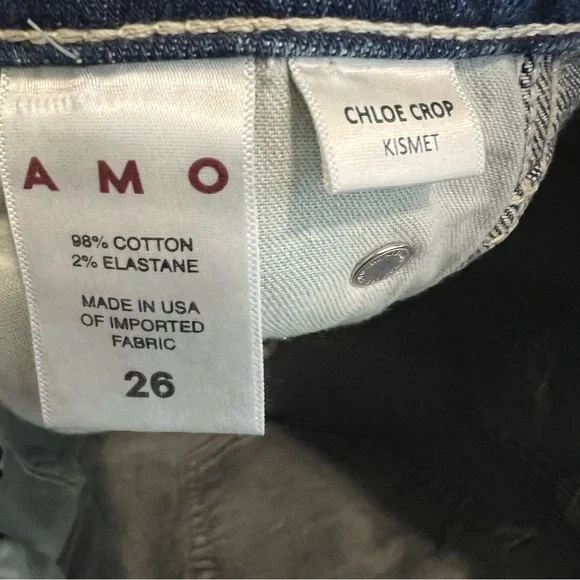 AMO
98% COTTON
2% ELASTANE
MADE IN USA
OF IMPORTED
FABRIC
26
CHLOE CROP
KISMET